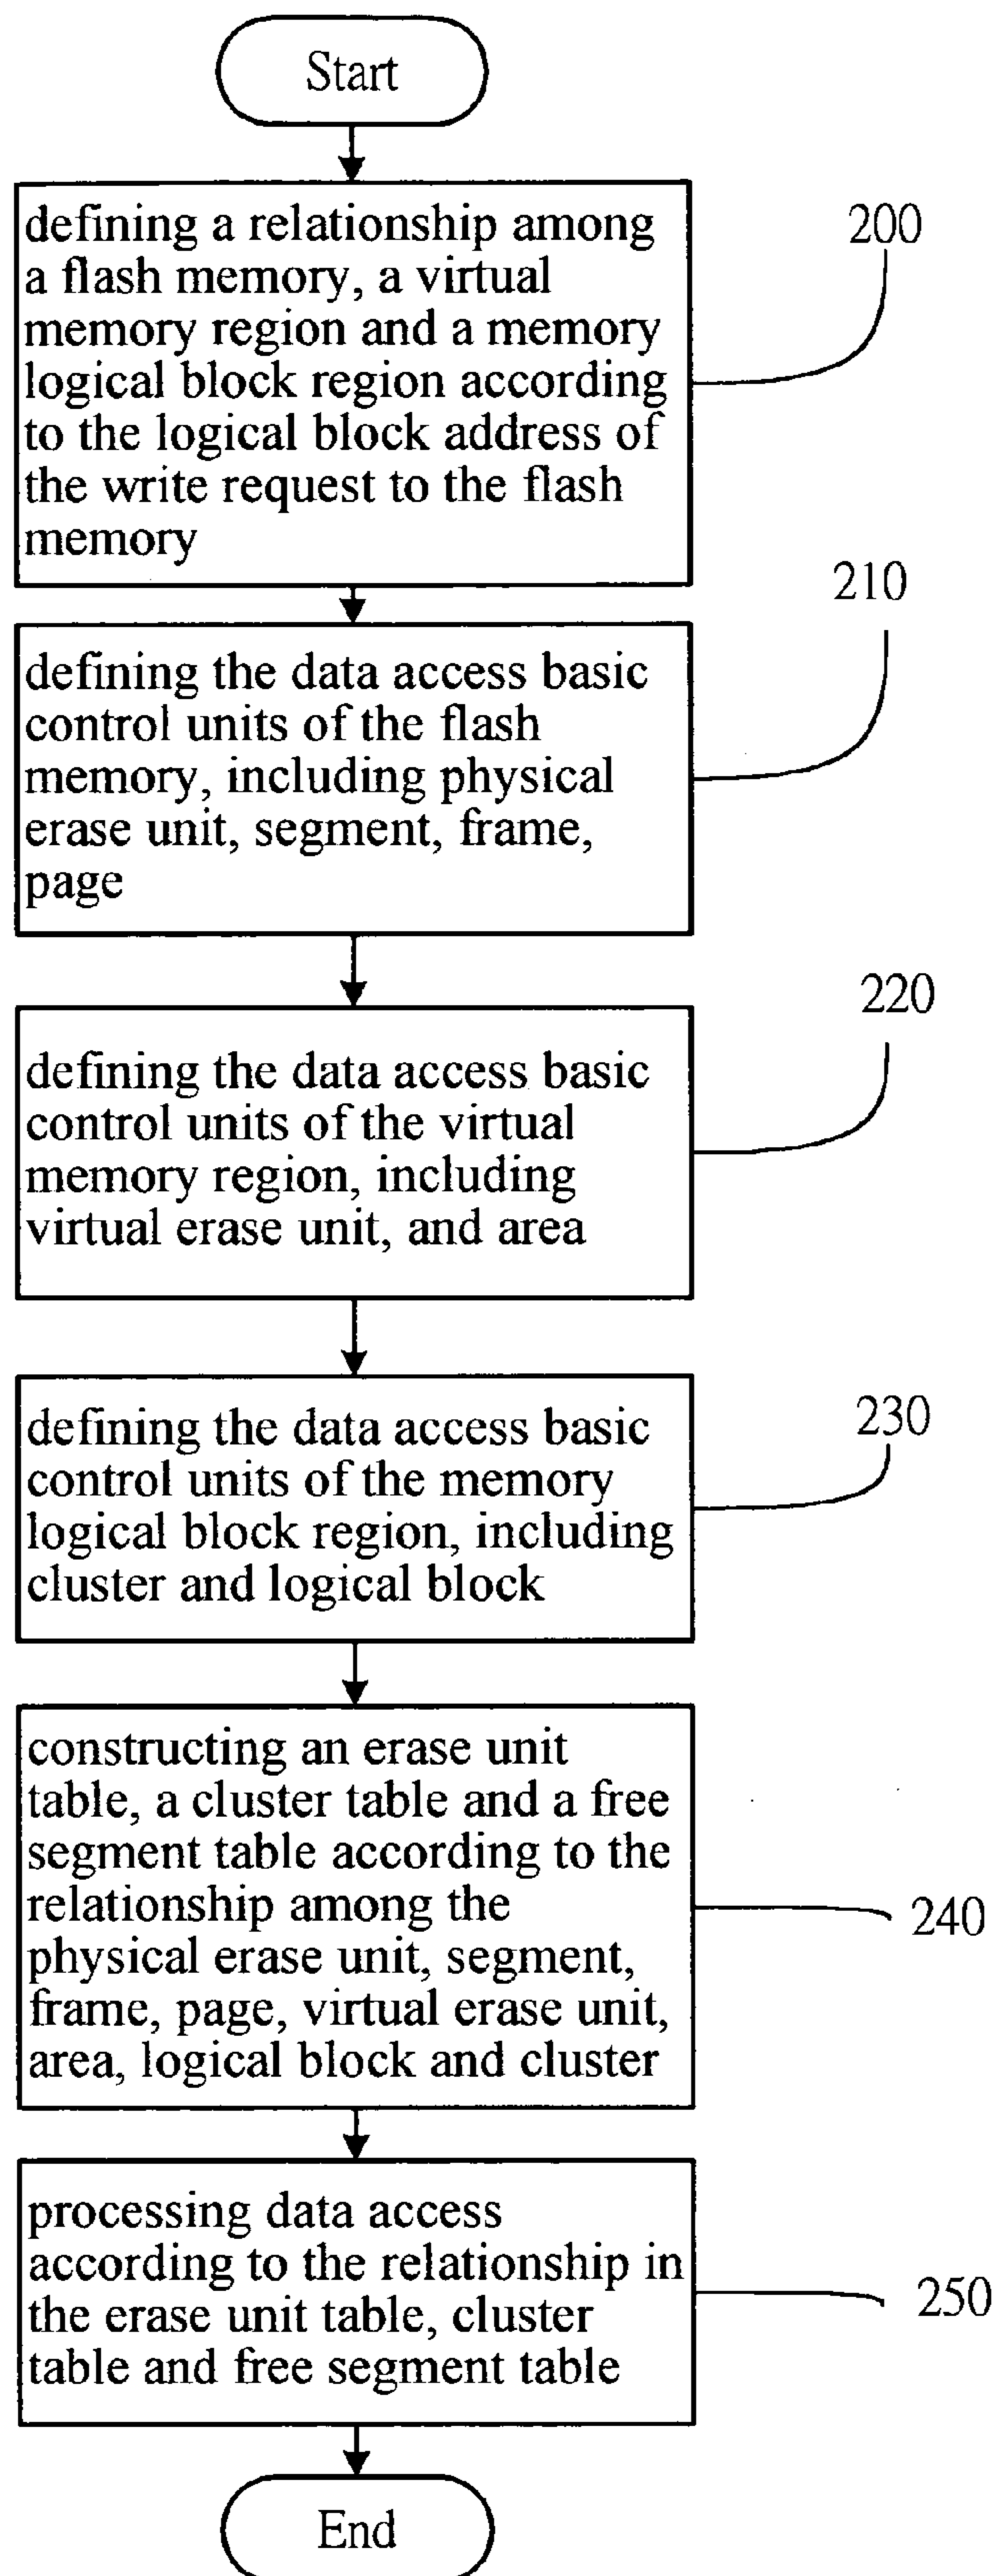 Start
defining a relationship among
a flash memory, a virtual
memory region and a memory
logical block region according
to the logical block address of
the write request to the flash
memory
200
defining the data access basic
control units of the flash
memory, including physical
erase unit, segment, frame,
page
210
defining the data access basic
control units of the virtual
memory region, including
virtual erase unit, and area
220
defining the data access basic
control units of the memory
logical block region, including
cluster and logical block
230
constructing an erase unit
table, a cluster table and a free
segment table according to the
relationship among the
physical erase unit, segment,
frame, page, virtual erase unit,
area, logical block and cluster
240
processing data access
according to the relationship in
the erase unit table, cluster
table and free segment table
250
End